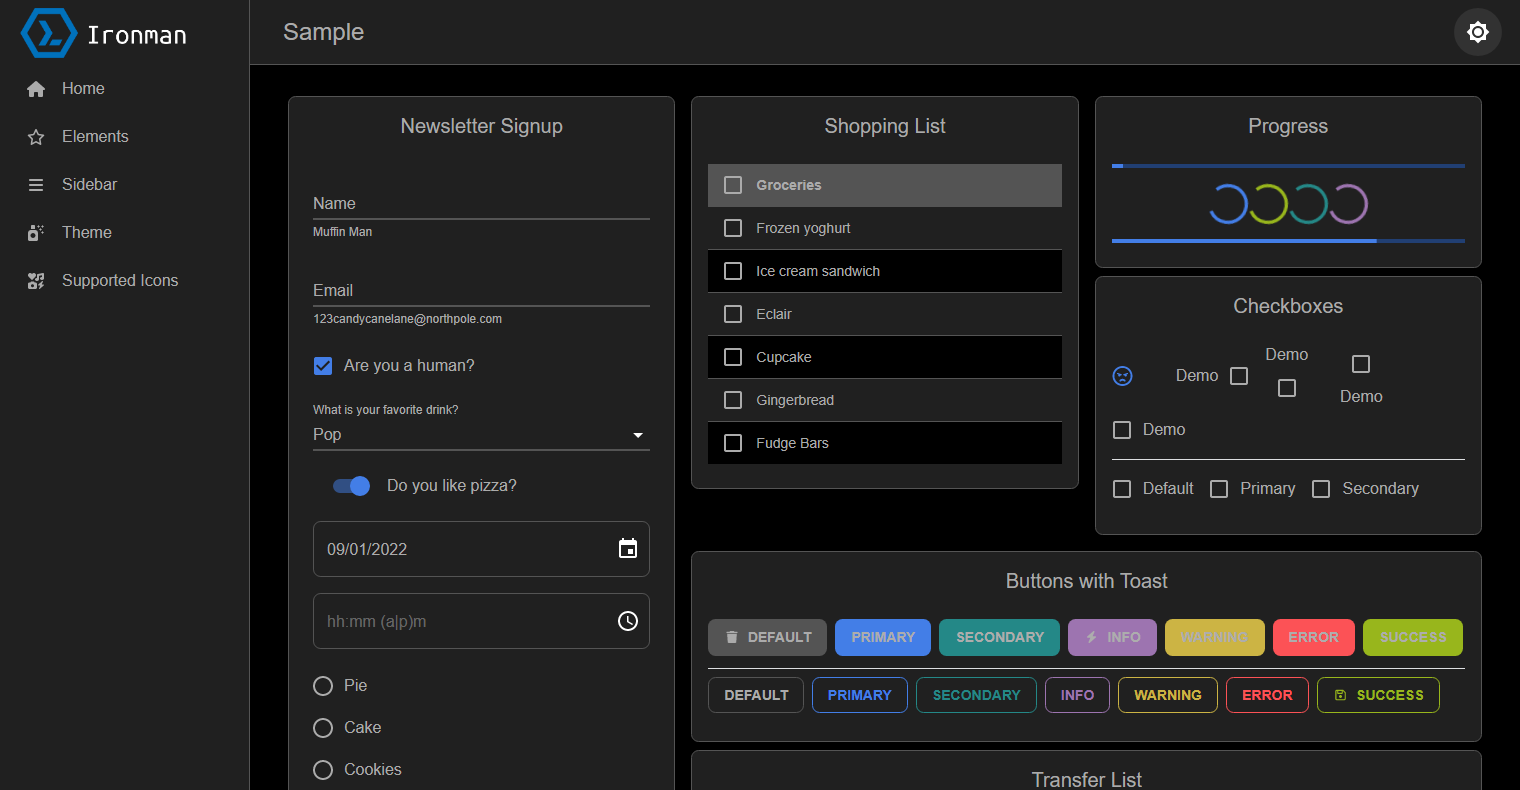 Ironman
Home
Elements
Sidebar
Theme
Supported Icons
Sample
Newsletter Signup
Name
Muffin Man
Email
123candycanelane@northpole.com
Are you a human?
What is your favorite drink?
Pop
Do you like pizza?
09/01/2022
hh:mm (a|p)m
Pie
Cake
Cookies
Shopping List
Groceries
Frozen yoghurt
Ice cream sandwich
Eclair
Cupcake
Gingerbread
Fudge Bars
Progress
Checkboxes
Demo
Demo
Demo
Demo
Default Primary Secondary
Buttons with Toast
DEFAULT PRIMARY SECONDARY INFO WARNING ERROR SUCCESS
DEFAULT PRIMARY SECONDARY INFO WARNING ERROR SUCCESS
Transfer List